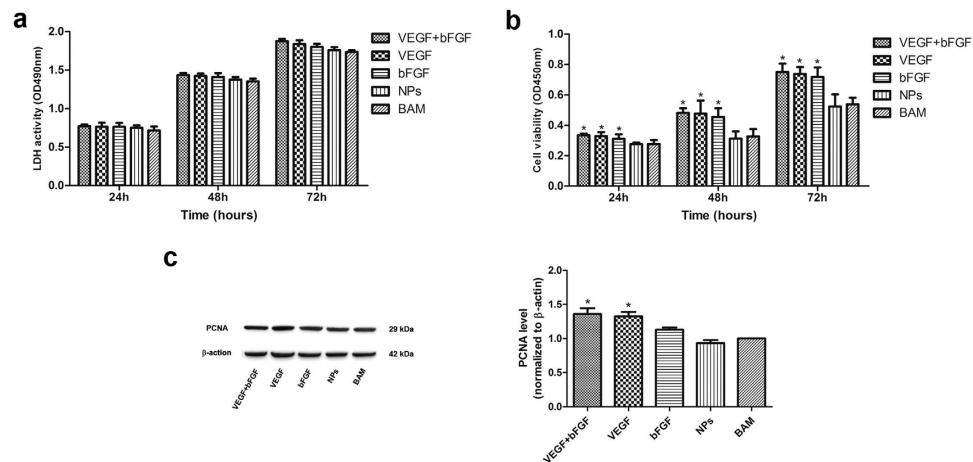 a
LDH activity (OD490nm)
2.0
1.5
1.0
0.5
0.0
24h
48h
72h
Time (hours)
VEGF+bFGF
VEGF
bFGF
NPs
BAM
b
Cell viability (OD450nm)
1.0
0.8
0.6
0.4
0.2
0.0
* * *
* * *
* * *
24h
48h
72h
Time (hours)
VEGF+bFGF
VEGF
bFGF
NPs
BAM
c
PCNA
29 kDa
β-action
42 kDa
VEGF+bFGF
VEGF
bFGF
NPs
BAM
PCNA level
(normalized to β-actin)
2.0
1.5
1.0
0.5
0.0
* *
VEGF+bFGF
VEGF
bFGF
NPs
BAM